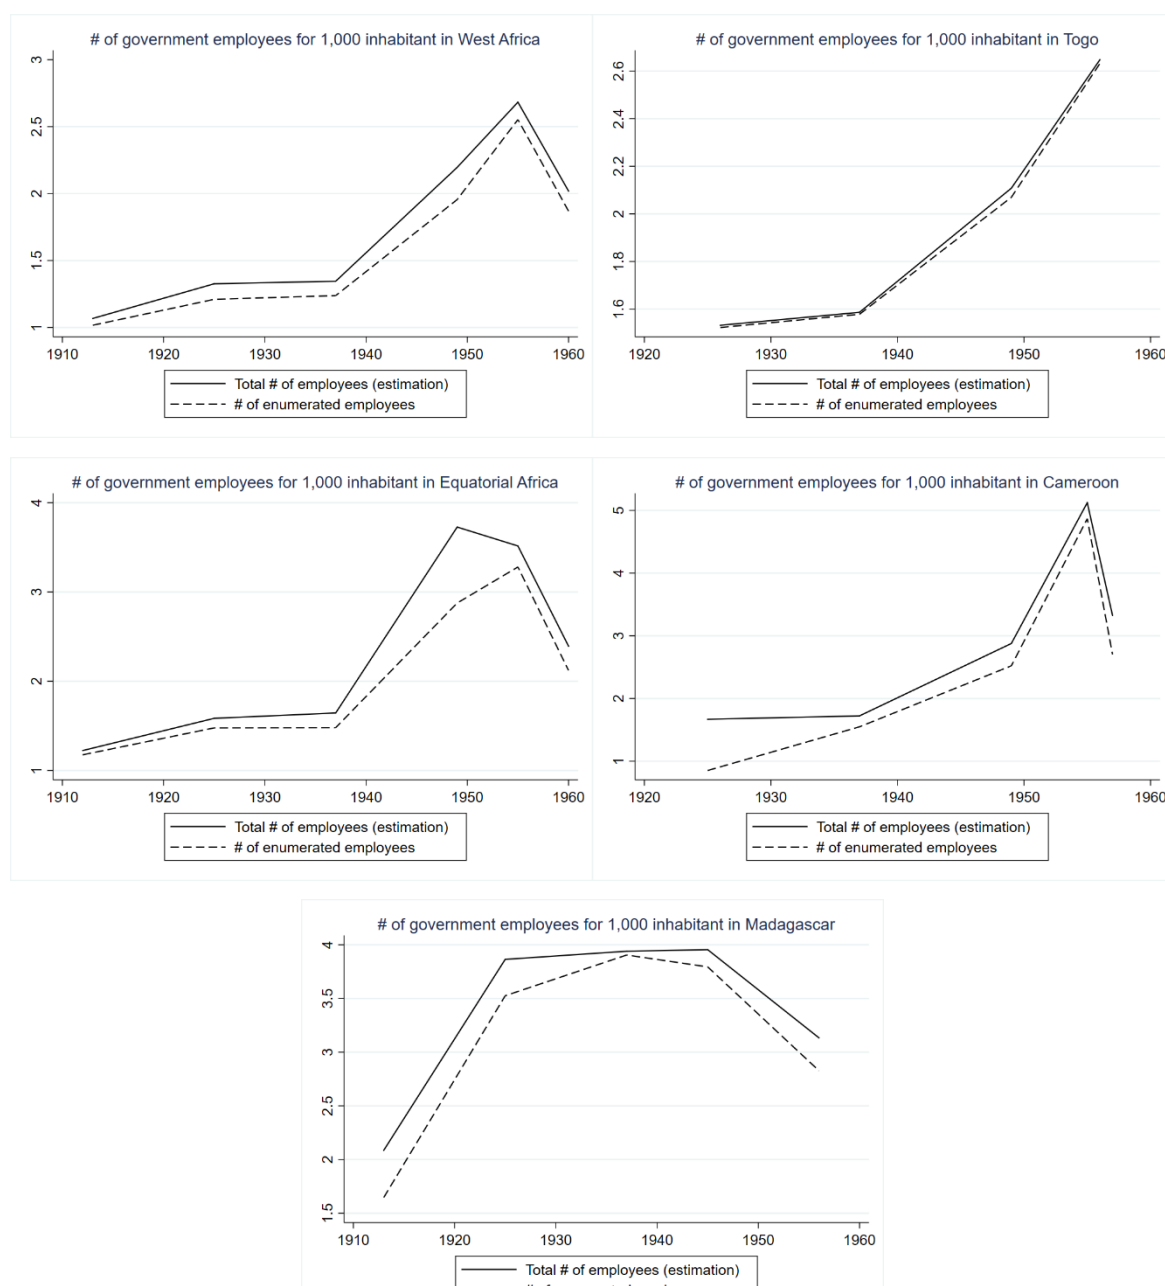 # of government employees for 1,000 inhabitant in West Africa
3
2.5
2
1.5
1
1910 1920 1930 1940 1950 1960
Total # of employees (estimation)
# of enumerated employees
# of government employees for 1,000 inhabitant in Togo
2.6
2.4
2.2
2
1.8
1.6
1920 1930 1940 1950 1960
Total # of employees (estimation)
# of enumerated employees
# of government employees for 1,000 inhabitant in Equatorial Africa
4
3
2
1
1910 1920 1930 1940 1950 1960
Total # of employees (estimation)
# of enumerated employees
# of government employees for 1,000 inhabitant in Cameroon
5
4
3
2
1
1920 1930 1940 1950 1960
Total # of employees (estimation)
# of enumerated employees
# of government employees for 1,000 inhabitant in Madagascar
4
3.5
3
2.5
2
1.5
1910 1920 1930 1940 1950 1960
Total # of employees (estimation)